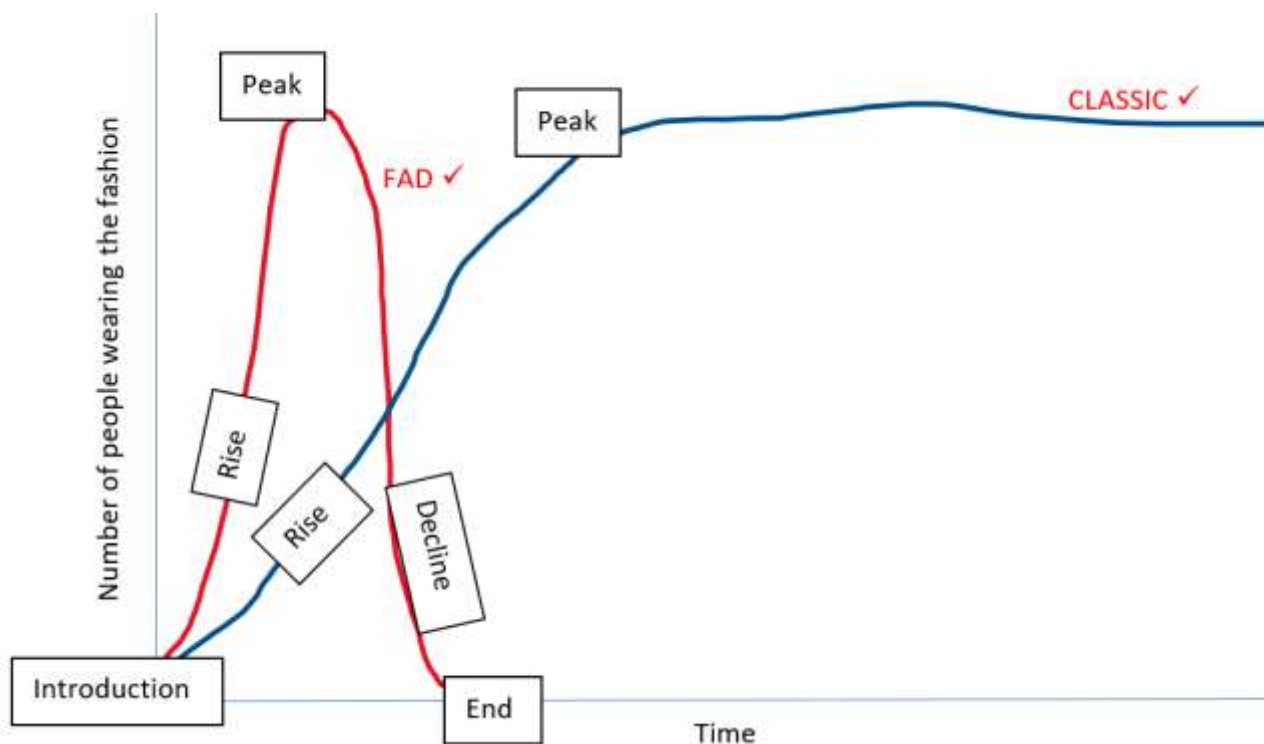 Peak
Peak
CLASSIC ✓
FAD ✓
Number of people wearing the fashion
Rise
Rise
Decline
Introduction
End
Time